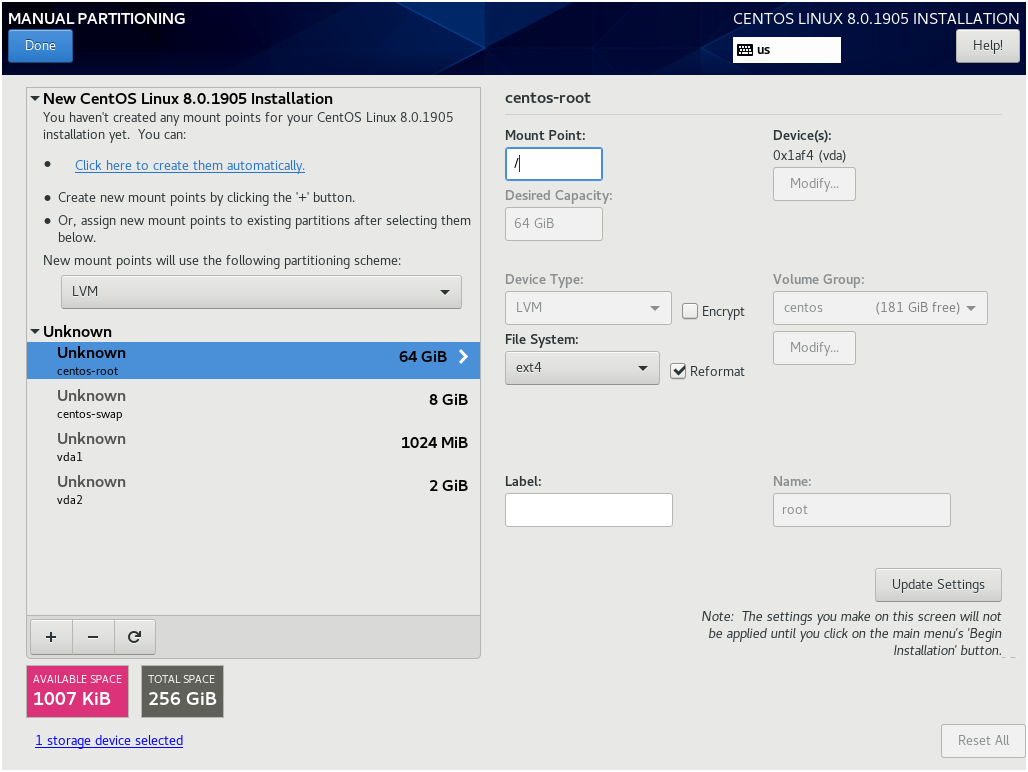 MANUAL PARTITIONING
CENTOS LINUX 8.0.1905 INSTALLATION
Done
us
Help!
New CentOS Linux 8.0.1905 Installation
You haven't created any mount points for your CentOS Linux 8.0.1905
installation yet. You can:
Click here to create them automatically.
Create new mount points by clicking the '+' button.
Or, assign new mount points to existing partitions after selecting them
below.
New mount points will use the following partitioning scheme:
LVM
Unknown
Unknown 64 GiB
centos-root
Unknown 8 GiB
centos-swap
Unknown 1024 MiB
vda1
Unknown 2 GiB
vda2
+ −
AVAILABLE SPACE
1007 KiB
TOTAL SPACE
256 GiB
1 storage device selected
centos-root
Mount Point:
/
Desired Capacity:
64 GiB
Device(s):
0x1af4 (vda)
Modify...
Device Type:
LVM
Encrypt
Volume Group:
centos (181 GiB free)
Modify...
File System:
ext4
Reformat
Label:
Name:
root
Update Settings
Note: The settings you make on this screen will not
be applied until you click on the main menu's 'Begin
Installation' button.
Reset All